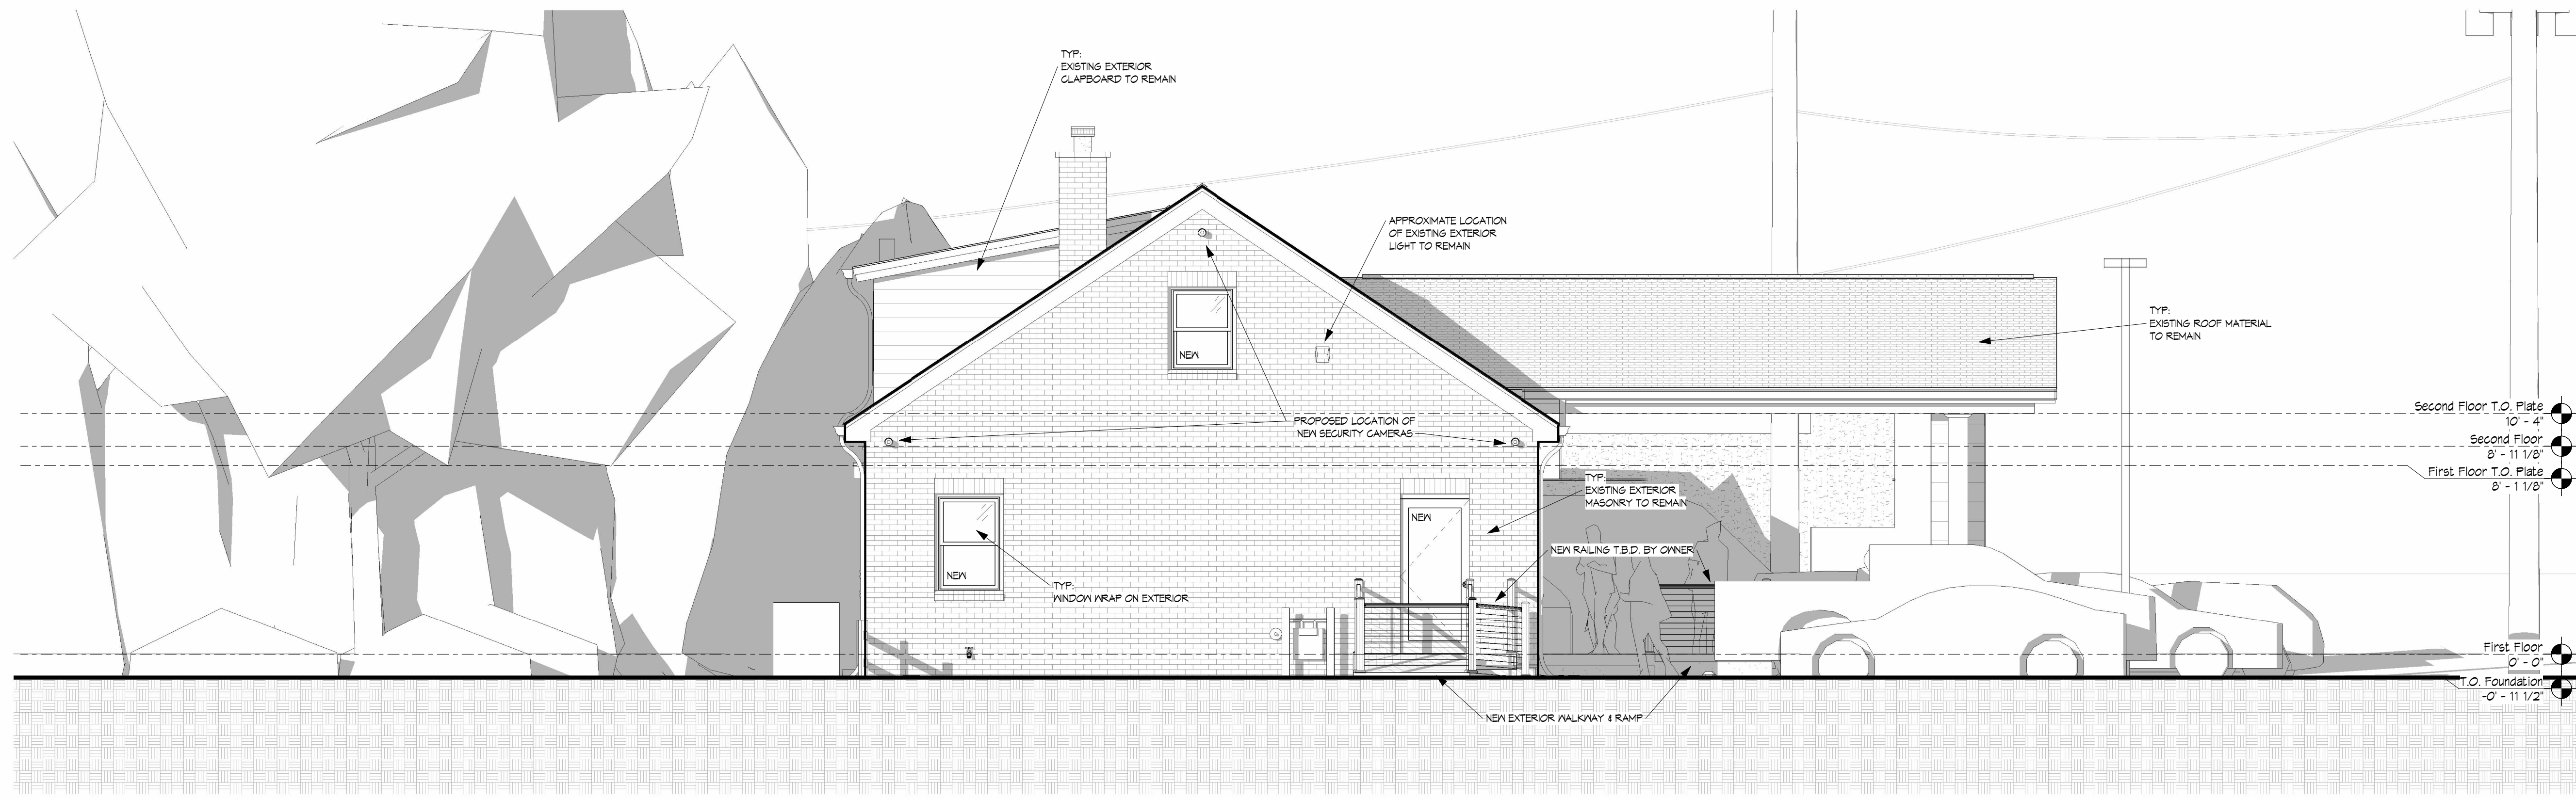 TYP:
EXISTING EXTERIOR
CLAPBOARD TO REMAIN
APPROXIMATE LOCATION
OF EXISTING EXTERIOR
LIGHT TO REMAIN
TYP:
EXISTING ROOF MATERIAL
TO REMAIN
NEW
PROPOSED LOCATION OF
NEW SECURITY CAMERAS
Second Floor T.O. Plate
10' - 4"
Second Floor
8' - 11 1/8"
First Floor T.O. Plate
8' - 1 1/8"
TYP:
EXISTING EXTERIOR
MASONRY TO REMAIN
NEW
NEW RAILING T.B.D. BY OWNER
NEW
TYP:
WINDOW WRAP ON EXTERIOR
First Floor
0' - 0"
T.O. Foundation
-0' - 11 1/2"
NEW EXTERIOR WALKWAY & RAMP